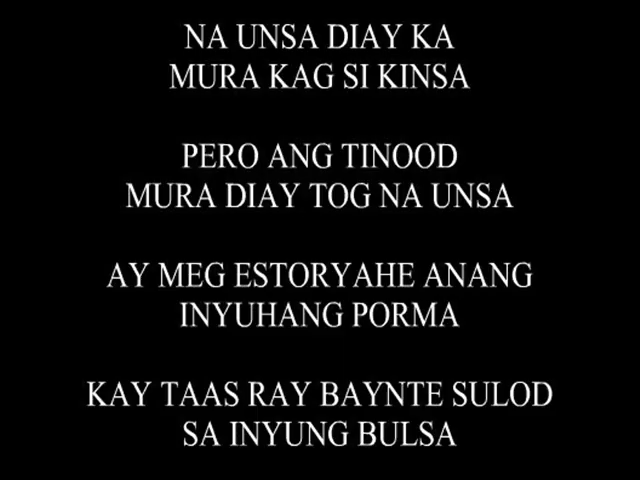 NA UNSA DIAY KA
MURA KAG SI KINSA
PERO ANG TINOOD
MURA DIAY TOG NA UNSA
AY MEG ESTORYAHE ANANG
INYUHANG PORMA
KAY TAAS RAY BAYNTE SULOD
SA INYUNG BULSA